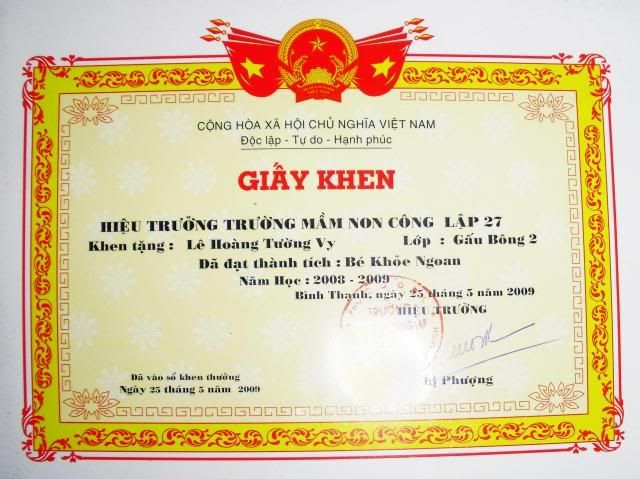 CỘNG HÒA XÃ HỘI CHỦ NGHĨA VIỆT NAM
Độc lập - Tự do - Hạnh phúc
GIẤY KHEN
HIỆU TRƯỞNG TRƯỜNG MẦM NON CÔNG LẬP 27
Khen tặng : Lê Hoàng Tường Vy Lớp : Gấu Bông 2
Đã đạt thành tích : Bé Khỏe Ngoan
Năm Học : 2008 - 2009
Bình Thạnh, ngày 25 tháng 5 năm 2009
HIỆU TRƯỞNG
TRƯỜNG
Đã vào sổ khen thưởng
Ngày 25 tháng 5 năm 2009
Phượng